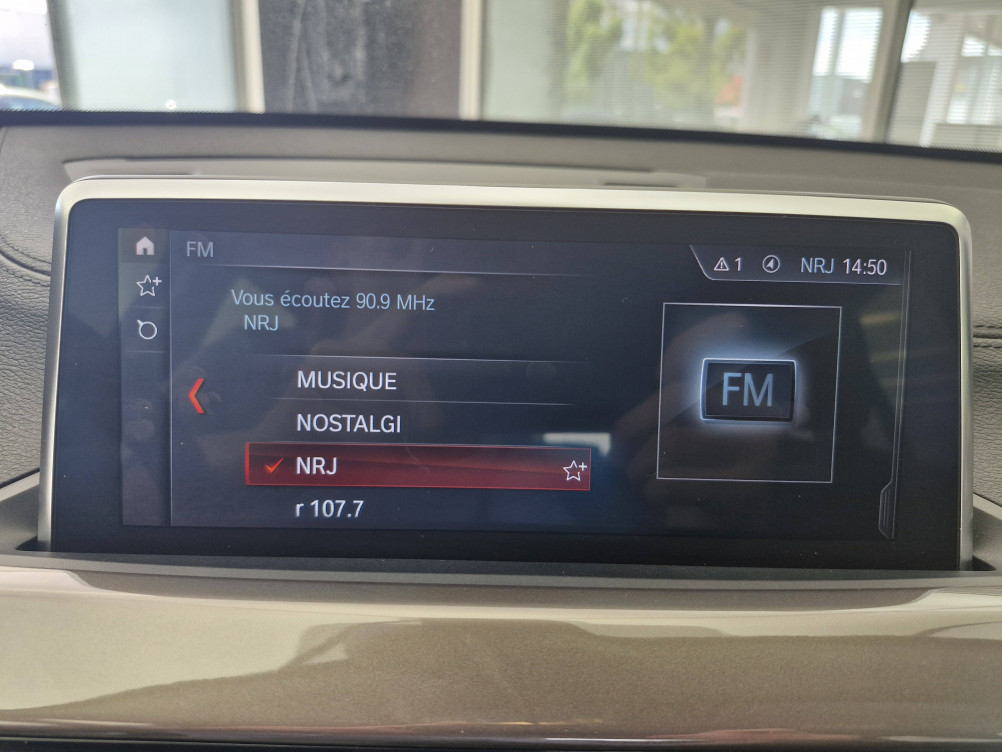 FM
1 NRJ 14:50
Vous écoutez 90.9 MHz
NRJ
MUSIQUE
NOSTALGI
NRJ
r 107.7
FM